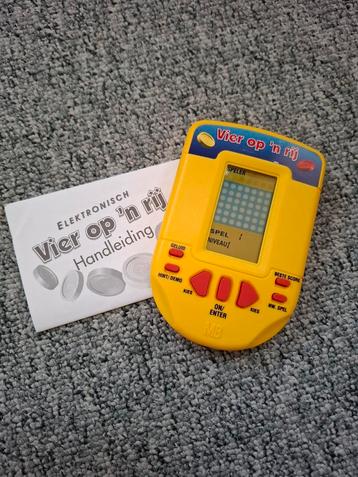 ELEKTRONISCH
Vier op 'n rij
Handleiding
Vier op 'n rij
SPELER
SPEL
NIVEAU
GELUID
HINT/DEMO
KIES
ON/
ENTER
KIES
BESTE SCORE
NW. SPEL
MB